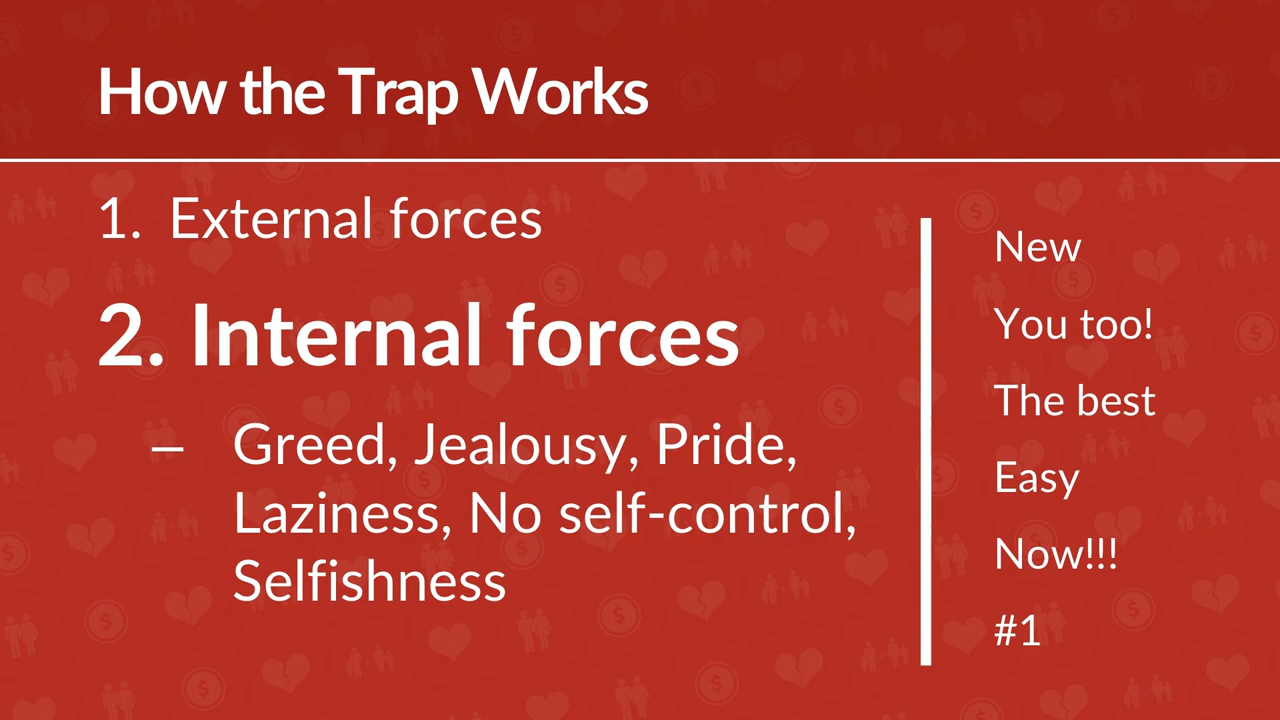 How the Trap Works
1. External forces
2. Internal forces
– Greed, Jealousy, Pride,
Laziness, No self-control,
Selfishness
New
You too!
The best
Easy
Now!!!
#1